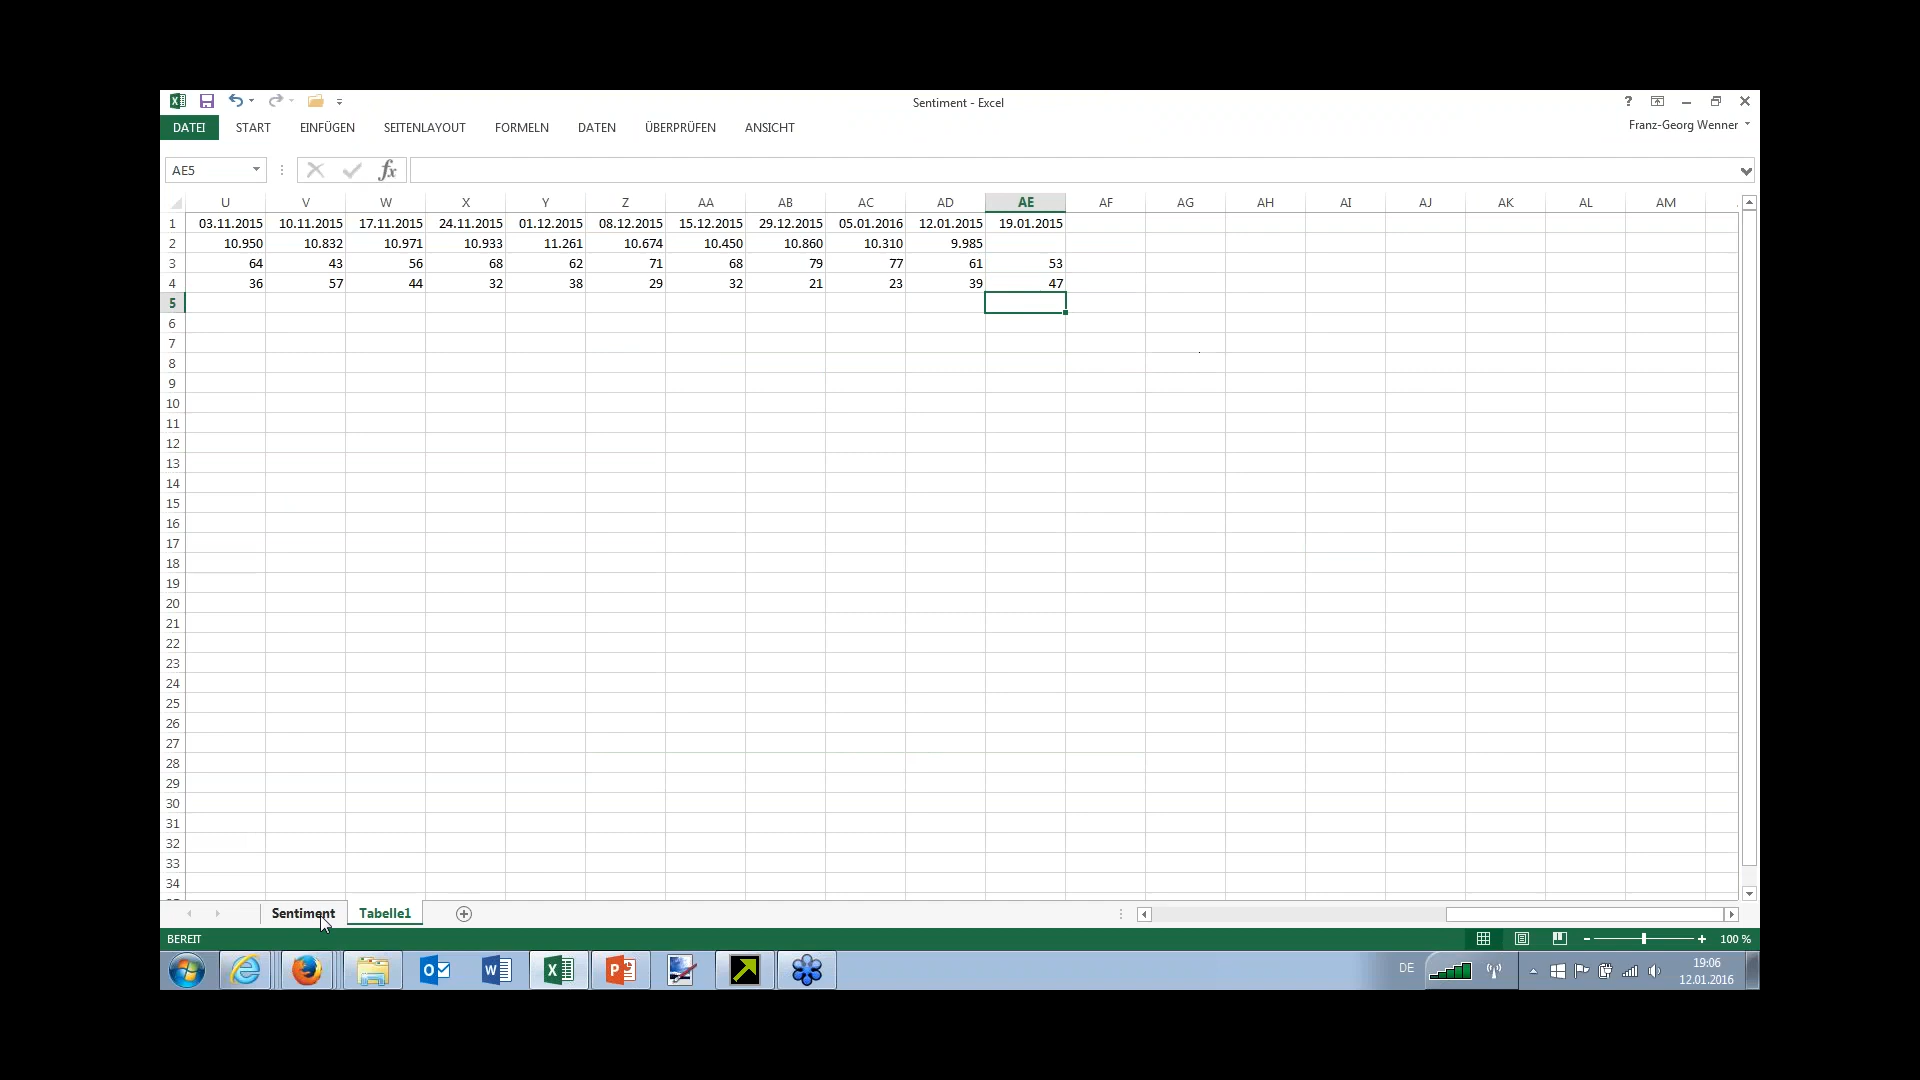 Sentiment - Excel
?
DATEI START EINFÜGEN SEITENLAYOUT FORMELN DATEN ÜBERPRÜFEN ANSICHT
Franz-Georg Wenner
AE5
fx
U V W X Y Z AA AB AC AD AE AF AG AH AI AJ AK AL AM
1 03.11.2015 10.11.2015 17.11.2015 24.11.2015 01.12.2015 08.12.2015 15.12.2015 29.12.2015 05.01.2016 12.01.2015 19.01.2015
2 10.950 10.832 10.971 10.933 11.261 10.674 10.450 10.860 10.310 9.985
3 64 43 56 68 62 71 68 79 77 61 53
4 36 57 44 32 38 29 32 21 23 39 47
5
6
7
8
9
10
11
12
13
14
15
16
17
18
19
20
21
22
23
24
25
26
27
28
29
30
31
32
33
34
Sentiment Tabelle1
BEREIT
100 %
DE
19:06
12.01.2016